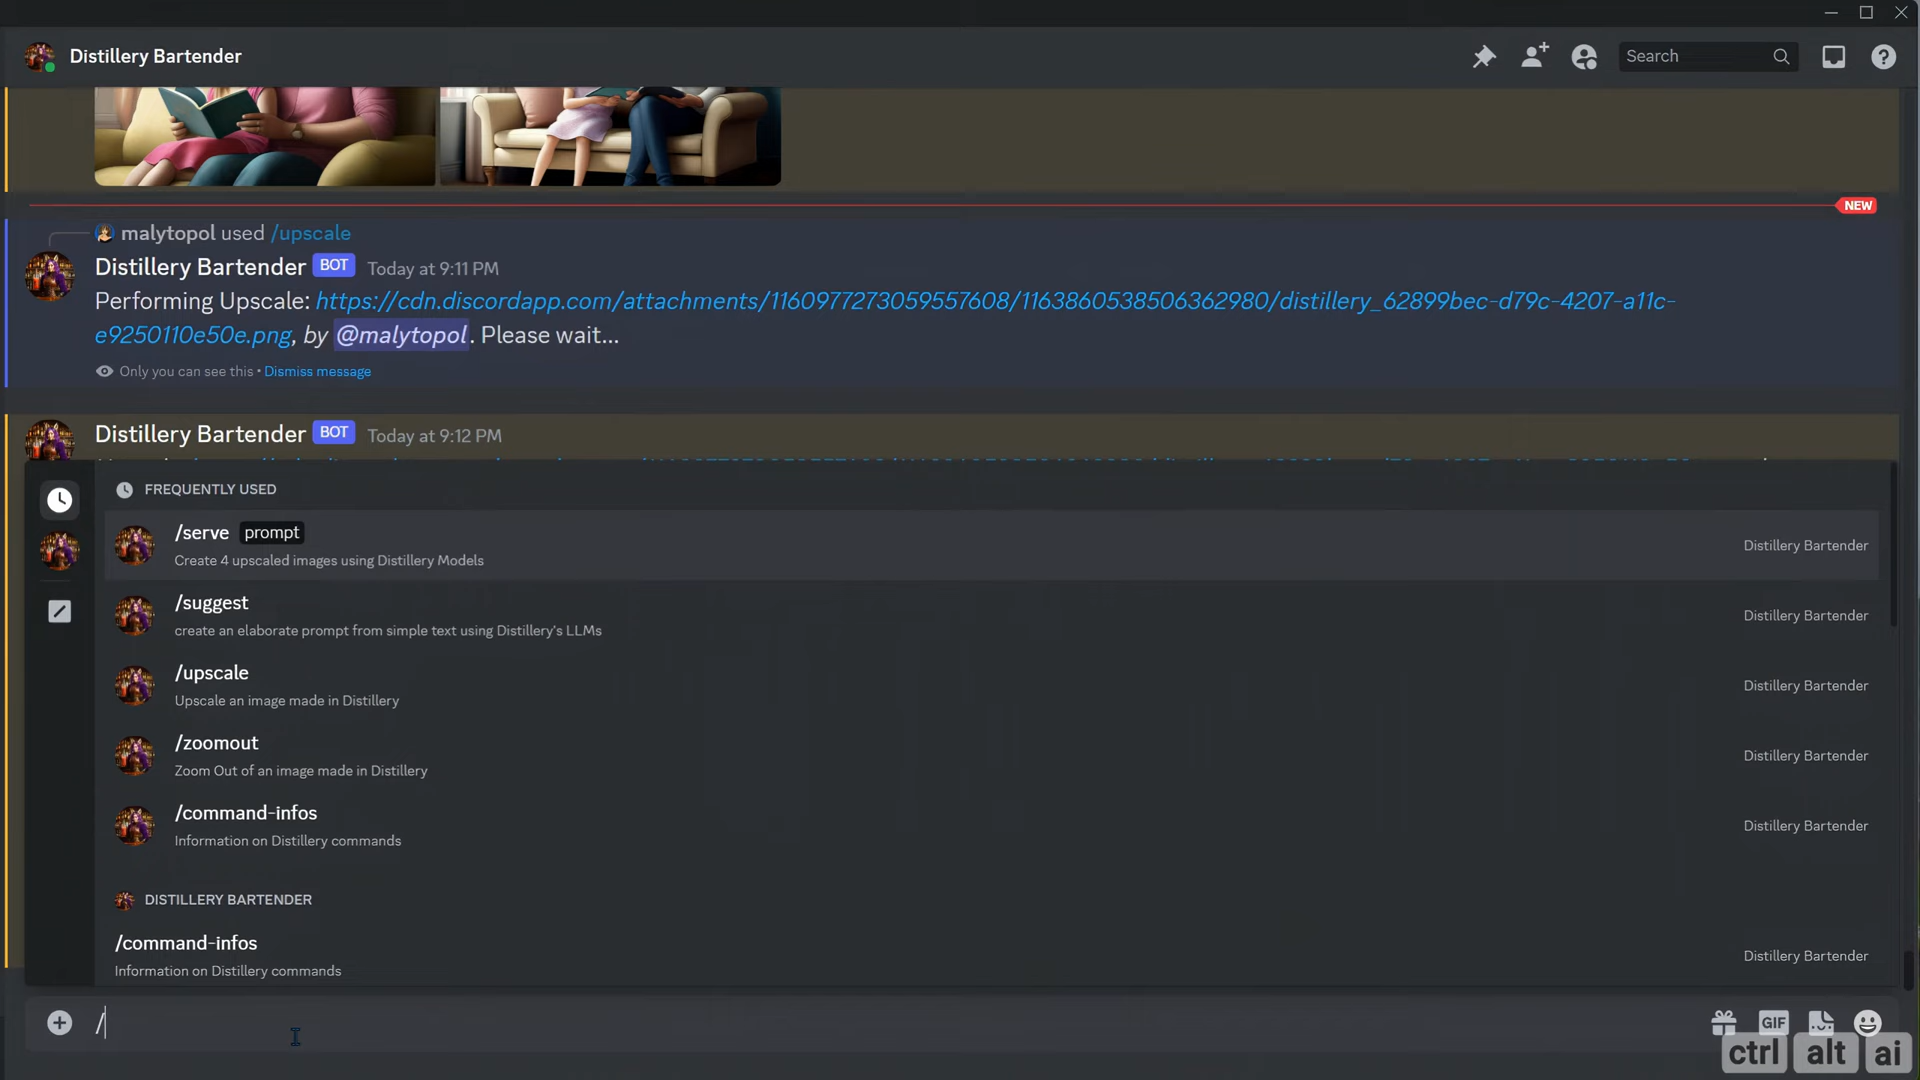 Distillery Bartender
Search
NEW
malytopol used /upscale
Distillery Bartender BOT Today at 9:11 PM
Performing Upscale: https://cdn.discordapp.com/attachments/1160977273059557608/1163860538506362980/distillery_62899bec-d79c-4207-a11c-
e9250110e50e.png, by @malytopol. Please wait...
Only you can see this • Dismiss message
Distillery Bartender BOT Today at 9:12 PM
FREQUENTLY USED
/serve prompt
Create 4 upscaled images using Distillery Models
Distillery Bartender
/suggest
create an elaborate prompt from simple text using Distillery's LLMs
Distillery Bartender
/upscale
Upscale an image made in Distillery
Distillery Bartender
/zoomout
Zoom Out of an image made in Distillery
Distillery Bartender
/command-infos
Information on Distillery commands
Distillery Bartender
DISTILLERY BARTENDER
/command-infos
Information on Distillery commands
Distillery Bartender
/
GIF
ctrl alt ai